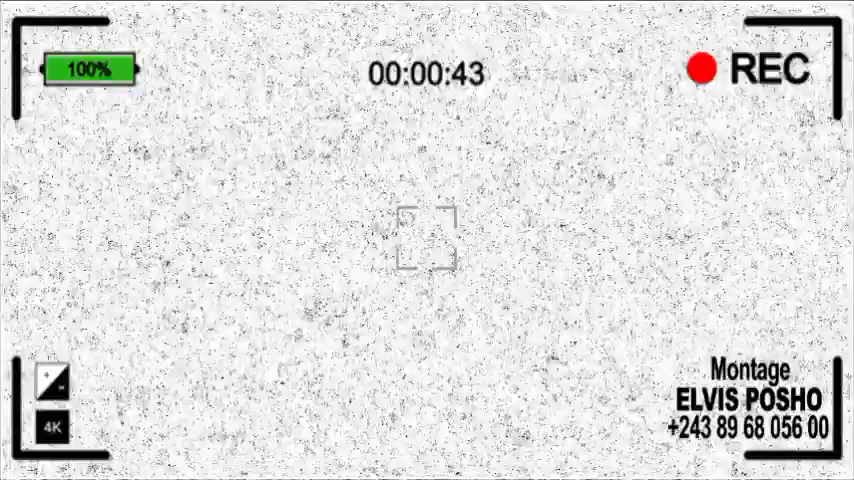 100%
00:00:43
REC
4K
Montage
ELVIS POSHO
+243 89 68 056 00